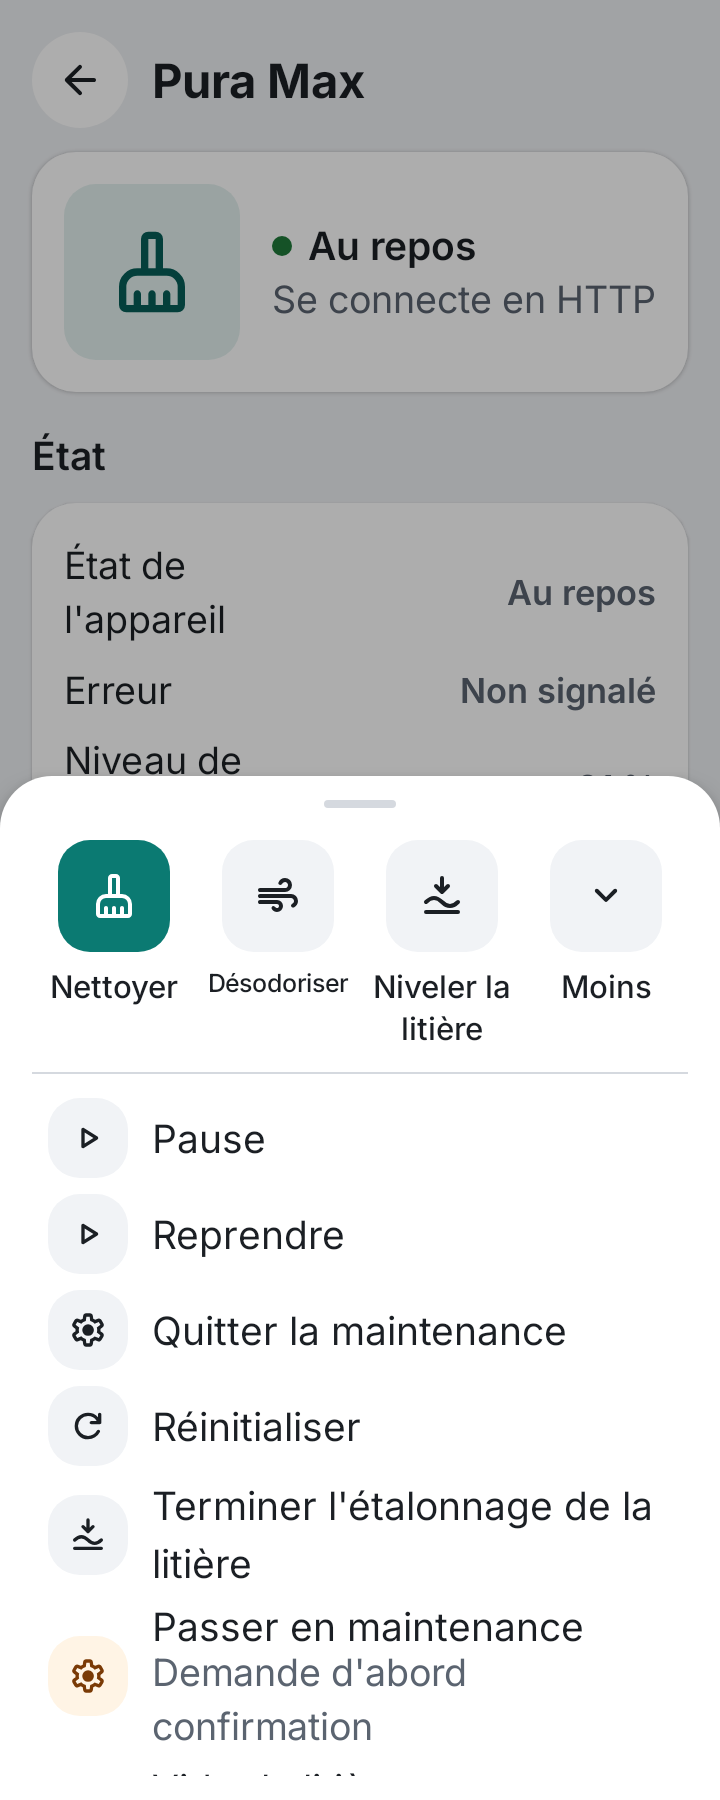 Pura Max
Au repos
Se connecte en HTTP
État
État de
l'appareil
Au repos
Erreur
Non signalé
Niveau de
Nettoyer
Désodoriser
Niveler la
litière
Moins
Pause
Reprendre
Quitter la maintenance
Réinitialiser
Terminer l'étalonnage de la
litière
Passer en maintenance
Demande d'abord
confirmation